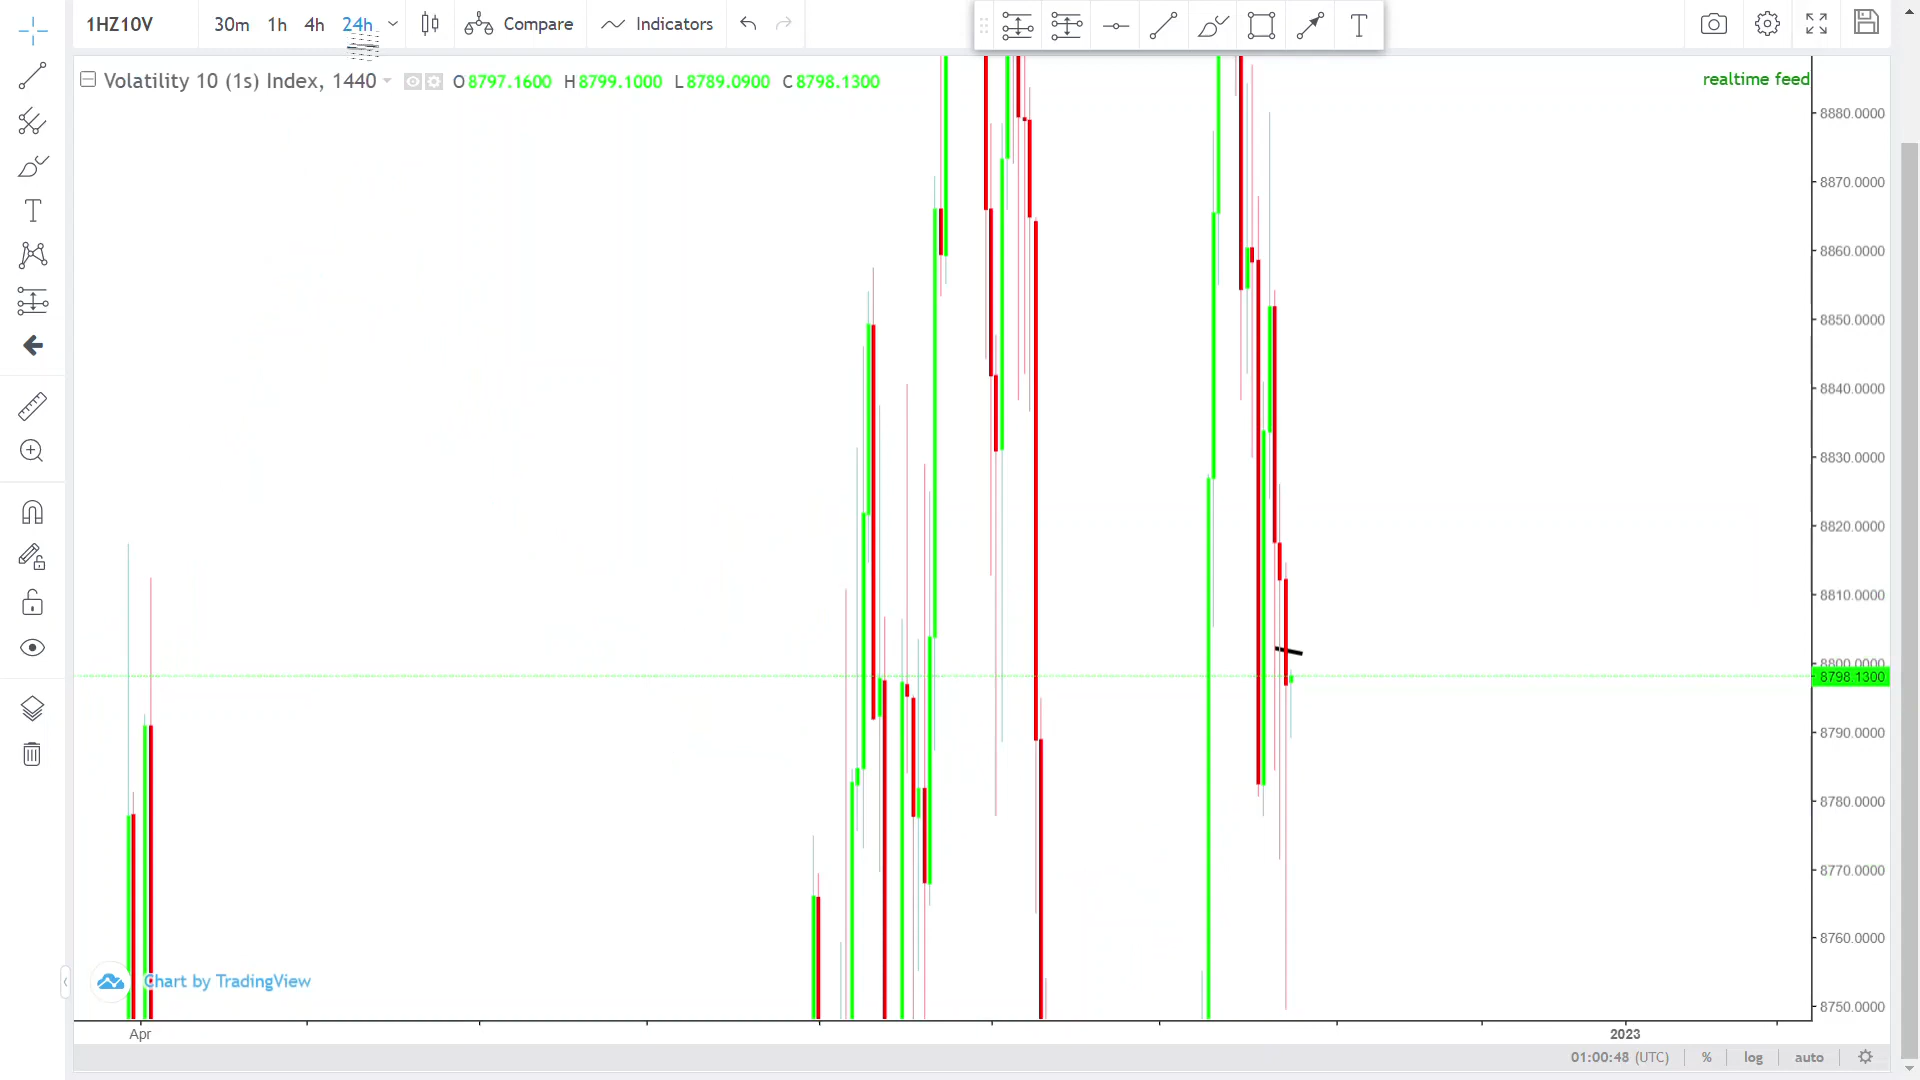 1HZ10V 30m 1h 4h 24h Compare Indicators T
Volatility 10 (1s) Index, 1440 O 8797.1600 H 8799.1000 L 8789.0900 C 8798.1300
realtime feed
8880.0000
8870.0000
8860.0000
8850.0000
8840.0000
8830.0000
8820.0000
8810.0000
8800.0000
8798.1300
8790.0000
8780.0000
8770.0000
8760.0000
8750.0000
Chart by TradingView
Apr 2023
01:00:48 (UTC) % log auto